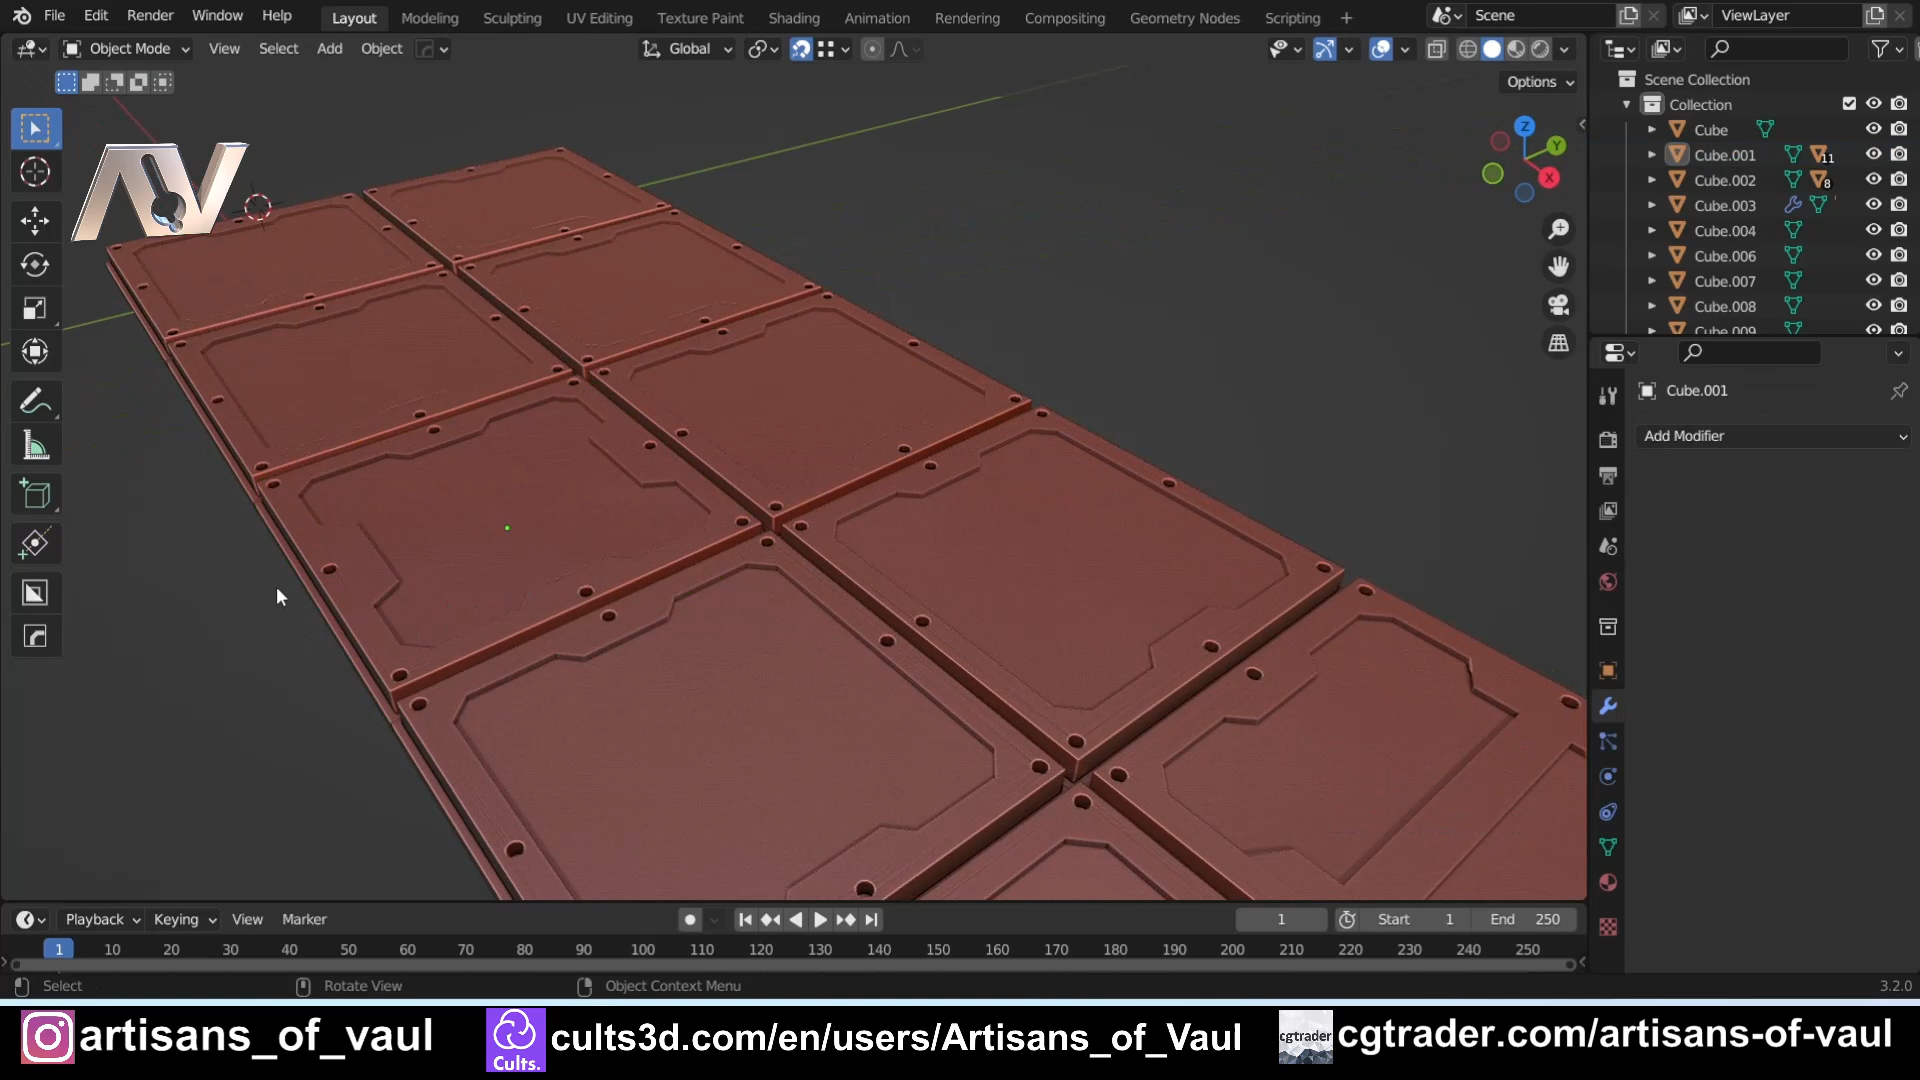 File Edit Render Window Help Layout Modeling Sculpting UV Editing Texture Paint Shading Animation Rendering Compositing Geometry Nodes Scripting + Scene ViewLayer
Object Mode View Select Add Object Global
Options
Scene Collection
Collection
Cube
Cube.001 11
Cube.002 8
Cube.003
Cube.004
Cube.006
Cube.007
Cube.008
Cube.009
Z
Y
X
AV
Cube.001
Add Modifier
Playback Keying View Marker 1 Start 1 End 250
1 10 20 30 40 50 60 70 80 90 100 110 120 130 140 150 160 170 180 190 200 210 220 230 240 250
Select Rotate View Object Context Menu 3.2.0
artisans_of_vaul Cults. cults3d.com/en/users/Artisans_of_Vaul cgtrader cgtrader.com/artisans-of-vaul